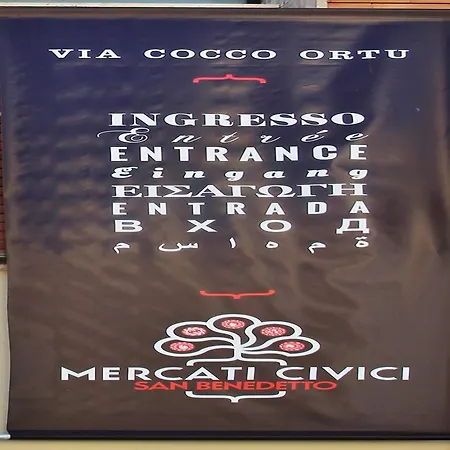 VIA COCCO ORTU
INGRESSO
Entrée
ENTRANCE
Eingang
ΕΙΣΑΓΩΓΗ
ENTRADA
ВХОД
ة م ه ا س م
MERCATI CIVICI
SAN BENEDETTO